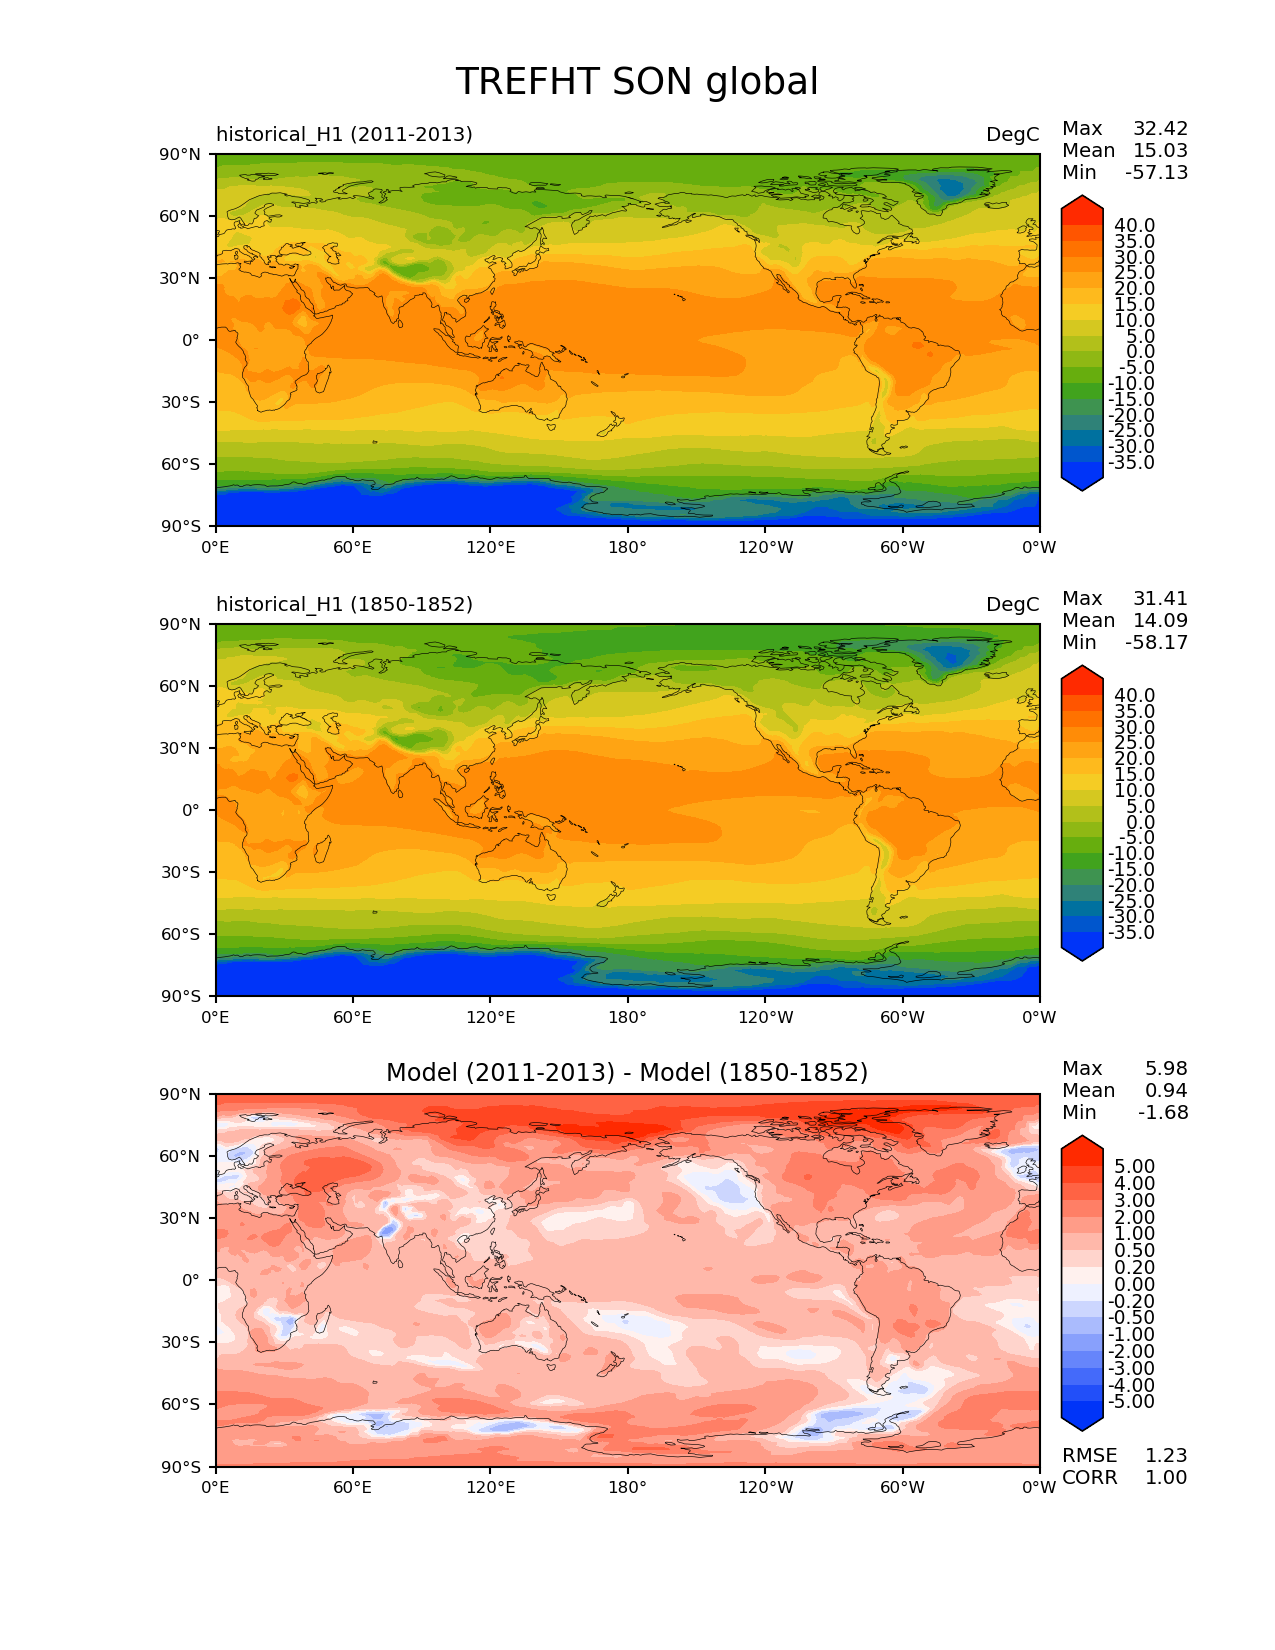 TREFHT SON global
historical_H1 (2011-2013)
DegC
Max 32.42
Mean 15.03
Min -57.13
90°N
60°N
30°N
0°
30°S
60°S
90°S
0°E
60°E
120°E
180°
120°W
60°W
0°W
40.0
35.0
30.0
25.0
20.0
15.0
10.0
5.0
0.0
-5.0
-10.0
-15.0
-20.0
-25.0
-30.0
-35.0
historical_H1 (1850-1852)
DegC
Max 31.41
Mean 14.09
Min -58.17
90°N
60°N
30°N
0°
30°S
60°S
90°S
0°E
60°E
120°E
180°
120°W
60°W
0°W
40.0
35.0
30.0
25.0
20.0
15.0
10.0
5.0
0.0
-5.0
-10.0
-15.0
-20.0
-25.0
-30.0
-35.0
Model (2011-2013) - Model (1850-1852)
Max 5.98
Mean 0.94
Min -1.68
90°N
60°N
30°N
0°
30°S
60°S
90°S
0°E
60°E
120°E
180°
120°W
60°W
0°W
5.00
4.00
3.00
2.00
1.00
0.50
0.20
0.00
-0.20
-0.50
-1.00
-2.00
-3.00
-4.00
-5.00
RMSE 1.23
CORR 1.00